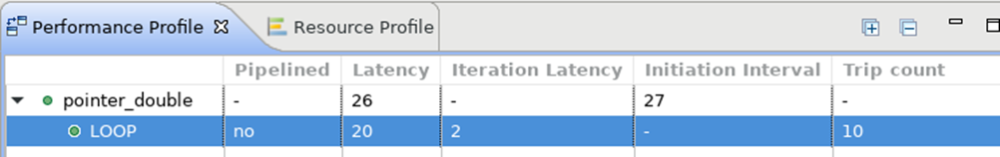 Performance Profile Resource Profile
Pipelined Latency Iteration Latency Initiation Interval Trip count
pointer_double - 26 - 27 -
LOOP no 20 2 - 10